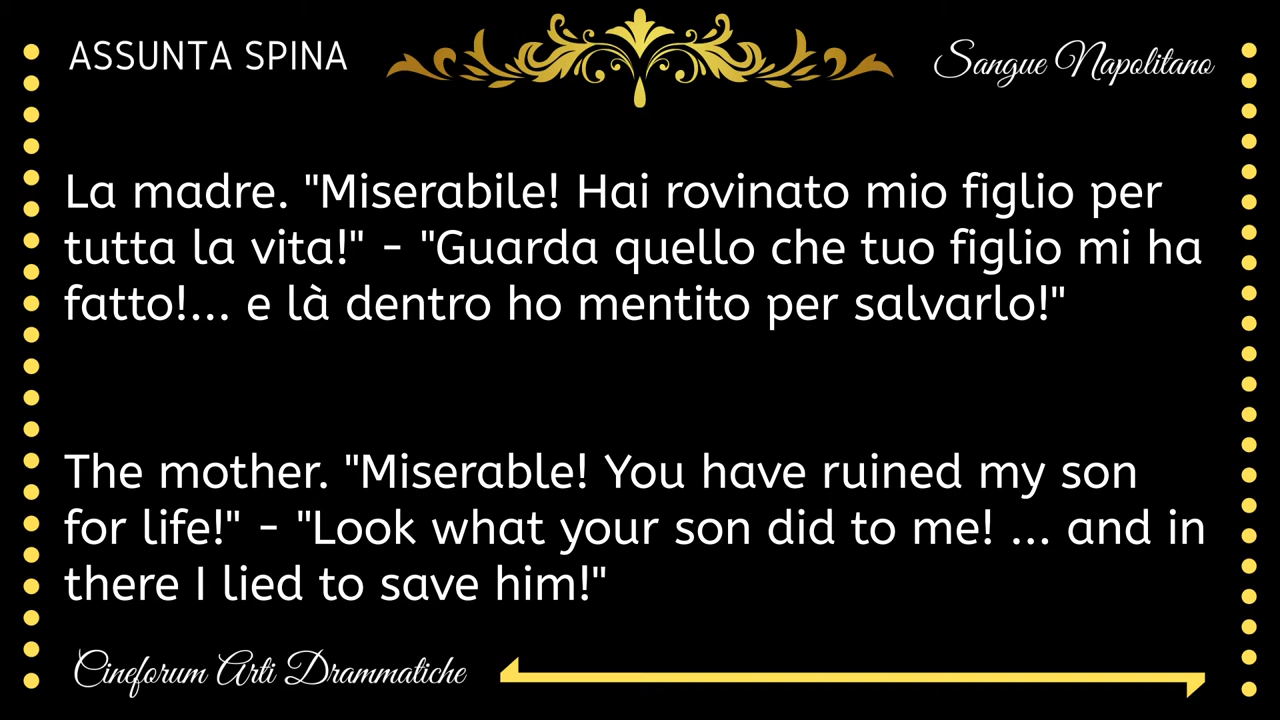 ASSUNTA SPINA
Sangue Napolitano
La madre. "Miserabile! Hai rovinato mio figlio per
tutta la vita!" - "Guarda quello che tuo figlio mi ha
fatto!... e là dentro ho mentito per salvarlo!"
The mother. "Miserable! You have ruined my son
for life!" - "Look what your son did to me! ... and in
there I lied to save him!"
Cineforum Arti Drammatiche